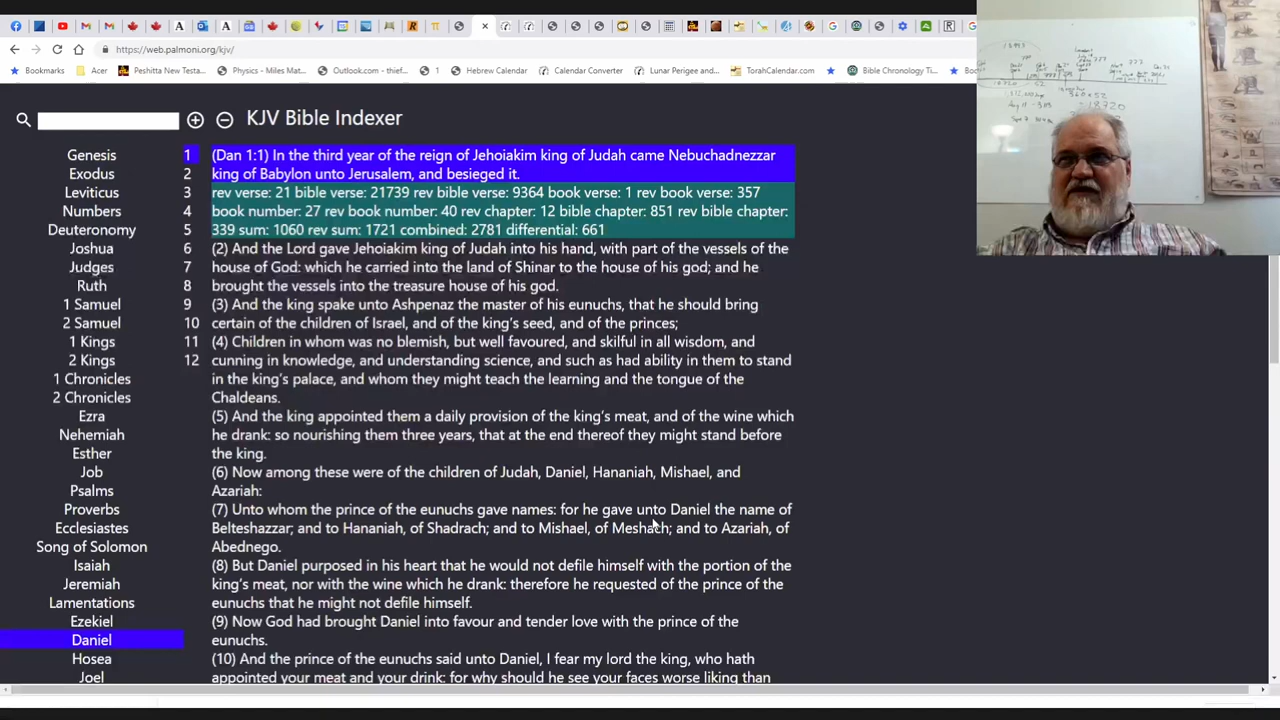 https://web.palmoni.org/kjv/
Bookmarks Acer Peshitta New Testa... Physics - Miles Mat... Outlook.com - thief... 1 Hebrew Calendar Calendar Converter Lunar Perigee and... TorahCalendar.com Bible Chronology Ti...
KJV Bible Indexer
Genesis 1 (Dan 1:1) In the third year of the reign of Jehoiakim king of Judah came Nebuchadnezzar
Exodus 2 king of Babylon unto Jerusalem, and besieged it.
Leviticus 3 rev verse: 21 bible verse: 21739 rev bible verse: 9364 book verse: 1 rev book verse: 357
Numbers 4 book number: 27 rev book number: 40 rev chapter: 12 bible chapter: 851 rev bible chapter:
Deuteronomy 5 339 sum: 1060 rev sum: 1721 combined: 2781 differential: 661
Joshua 6 (2) And the Lord gave Jehoiakim king of Judah into his hand, with part of the vessels of the
Judges 7 house of God: which he carried into the land of Shinar to the house of his god; and he
Ruth 8 brought the vessels into the treasure house of his god.
1 Samuel 9 (3) And the king spake unto Ashpenaz the master of his eunuchs, that he should bring
2 Samuel 10 certain of the children of Israel, and of the king's seed, and of the princes;
1 Kings 11 (4) Children in whom was no blemish, but well favoured, and skilful in all wisdom, and
2 Kings 12 cunning in knowledge, and understanding science, and such as had ability in them to stand
1 Chronicles in the king's palace, and whom they might teach the learning and the tongue of the
2 Chronicles Chaldeans.
Ezra (5) And the king appointed them a daily provision of the king's meat, and of the wine which
Nehemiah he drank: so nourishing them three years, that at the end thereof they might stand before
Esther the king.
Job (6) Now among these were of the children of Judah, Daniel, Hananiah, Mishael, and
Psalms Azariah:
Proverbs (7) Unto whom the prince of the eunuchs gave names: for he gave unto Daniel the name of
Ecclesiastes Belteshazzar; and to Hananiah, of Shadrach; and to Mishael, of Meshach; and to Azariah, of
Song of Solomon Abednego.
Isaiah (8) But Daniel purposed in his heart that he would not defile himself with the portion of the
Jeremiah king's meat, nor with the wine which he drank: therefore he requested of the prince of the
Lamentations eunuchs that he might not defile himself.
Ezekiel (9) Now God had brought Daniel into favour and tender love with the prince of the
Daniel eunuchs.
Hosea (10) And the prince of the eunuchs said unto Daniel, I fear my lord the king, who hath
Joel appointed your meat and your drink: for why should he see your faces worse liking than
360 x 52
18720